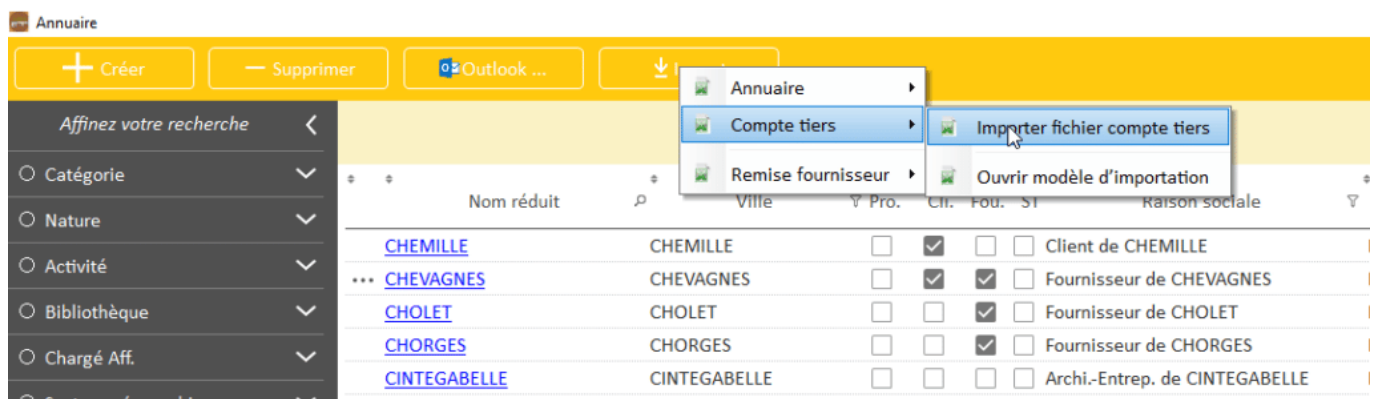 Annuaire
Créer
Supprimer
Outlook ...
Annuaire
Compte tiers
Importer fichier compte tiers
Remise fournisseur
Ouvrir modèle d'importation
Affinez votre recherche
Catégorie
Nature
Activité
Bibliothèque
Chargé Aff.
Nom réduit Ville Pro. Cli. Fou. ST Raison sociale
CHEMILLE CHEMILLE Client de CHEMILLE
... CHEVAGNES CHEVAGNES Fournisseur de CHEVAGNES
CHOLET CHOLET Fournisseur de CHOLET
CHORGES CHORGES Fournisseur de CHORGES
CINTEGABELLE CINTEGABELLE Archi.-Entrep. de CINTEGABELLE